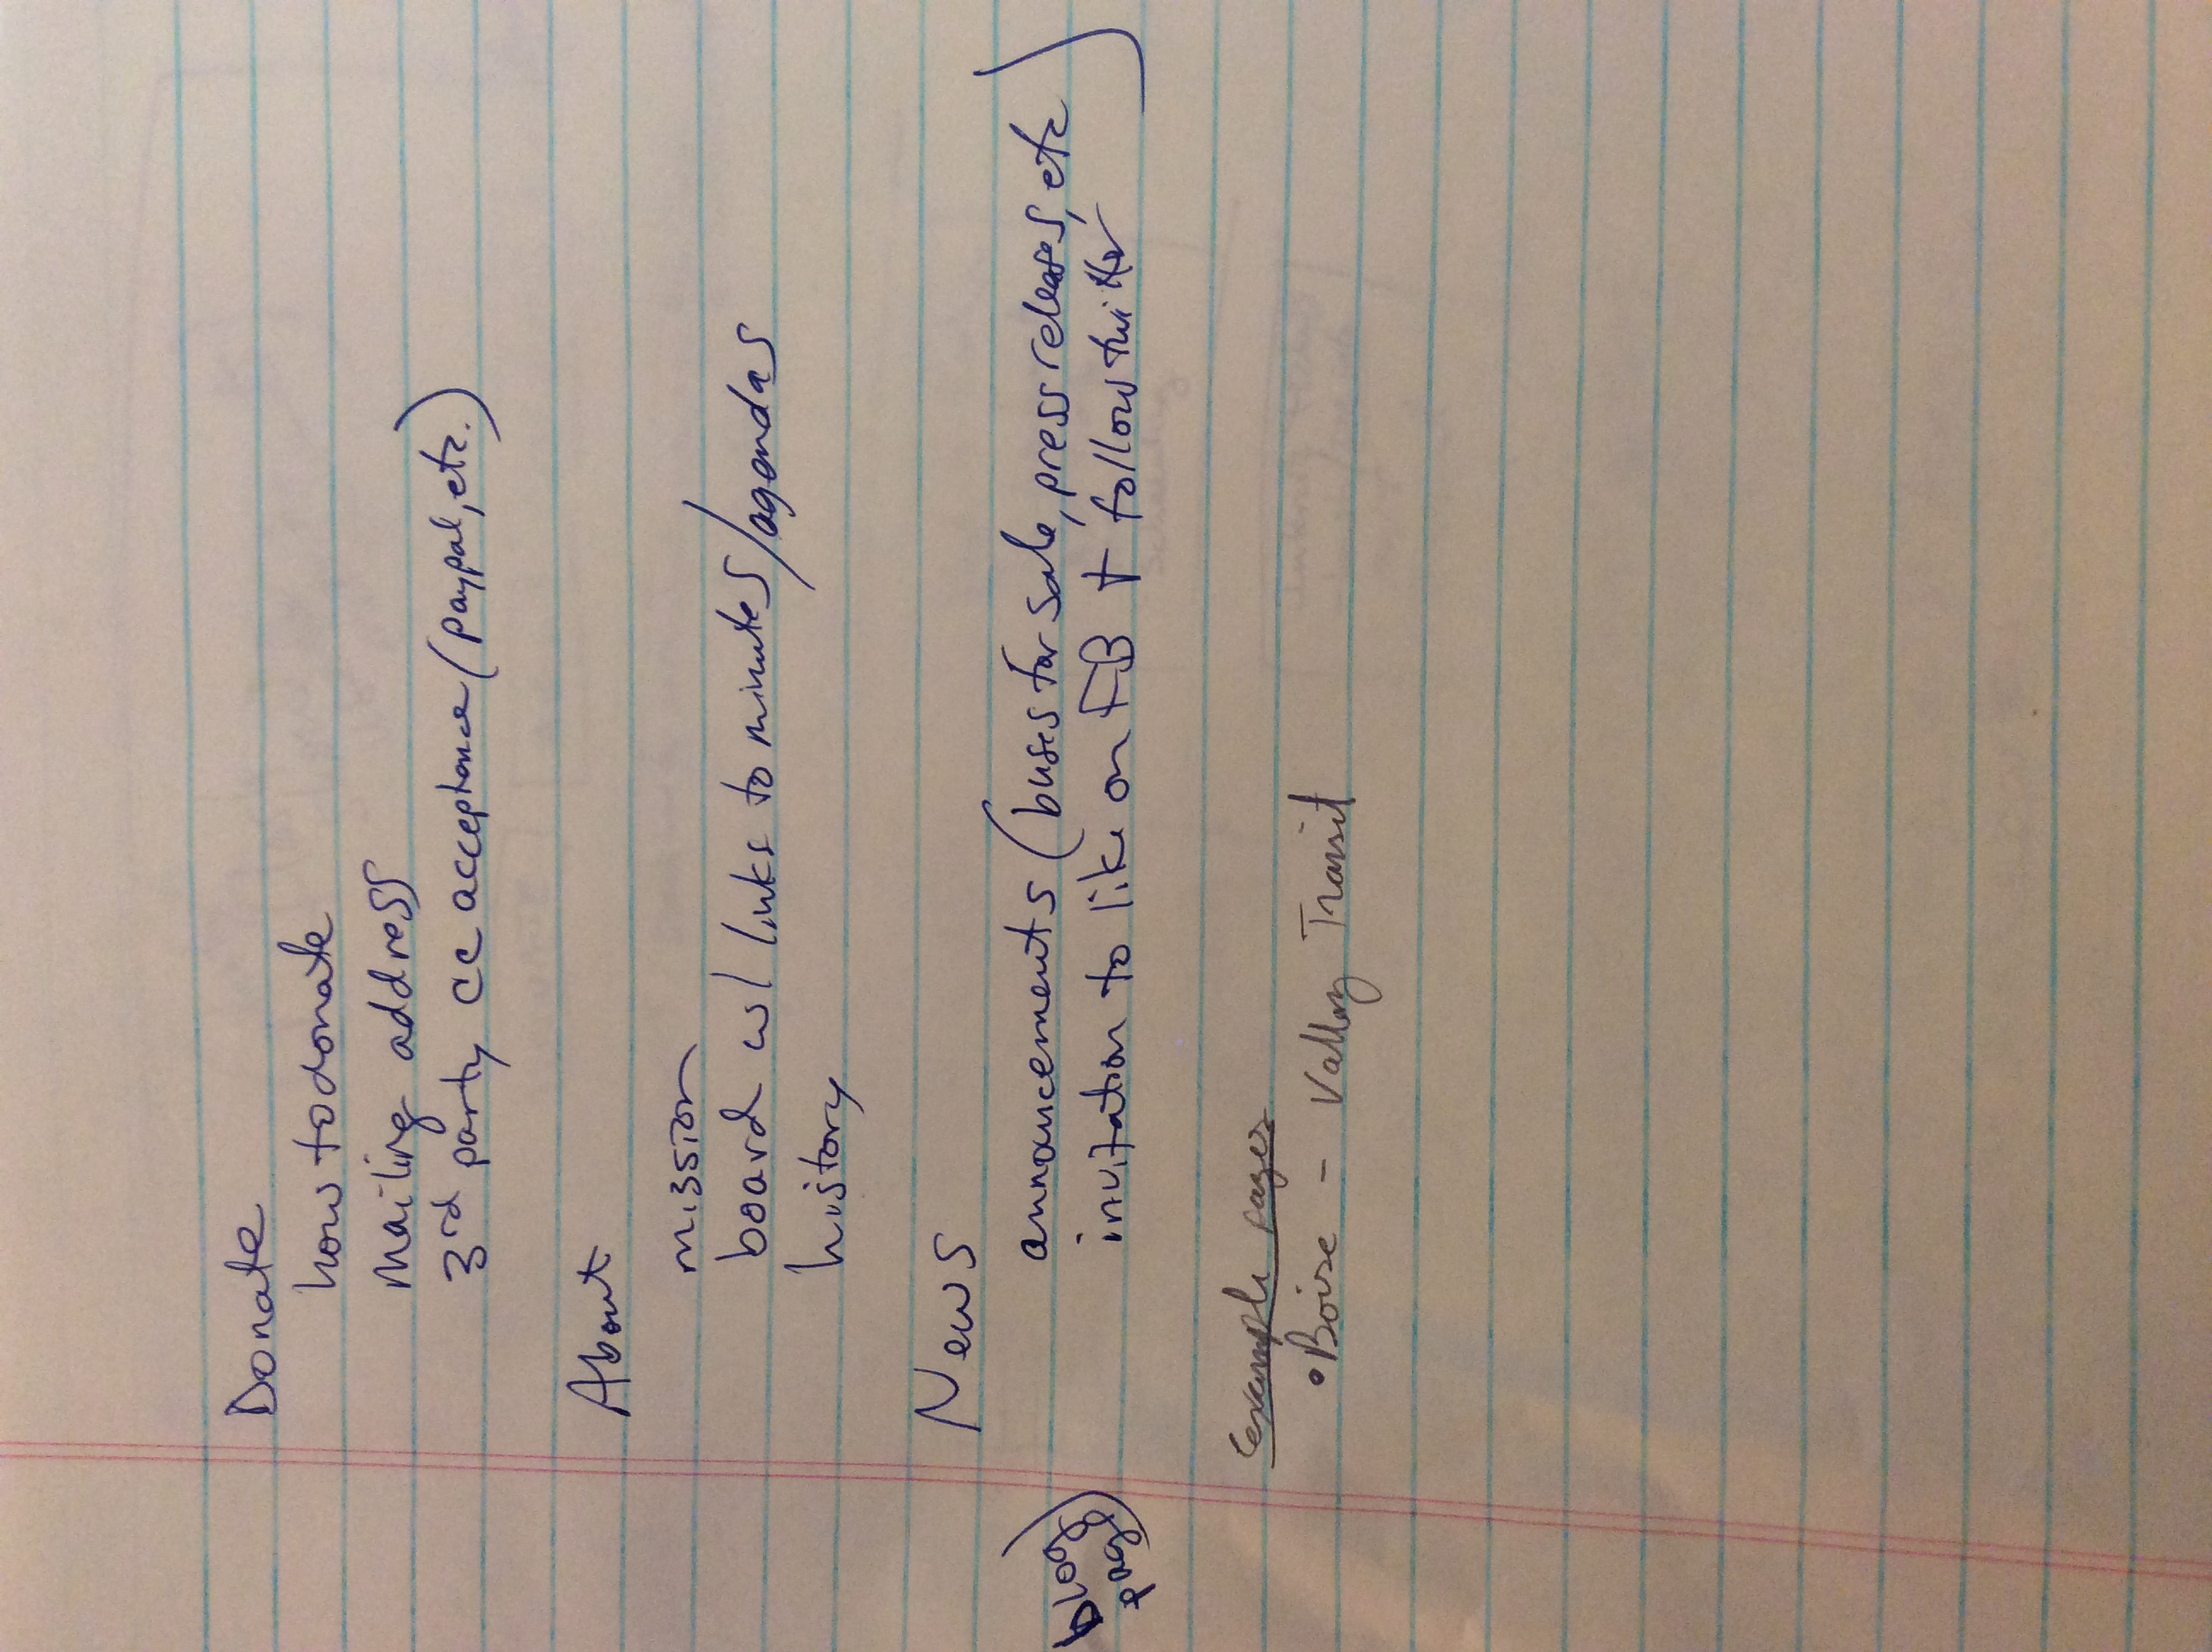 Donate
how to donate
mailing address
3rd party cc acceptance (paypal, etc.)
About
mission
board w/ links to minutes/agendas
history
News
announcements (buses for sale, press releases, etc
blog
page)
invitation to like on FB + follow twitter )
example pages
•Boise - Valley Transit